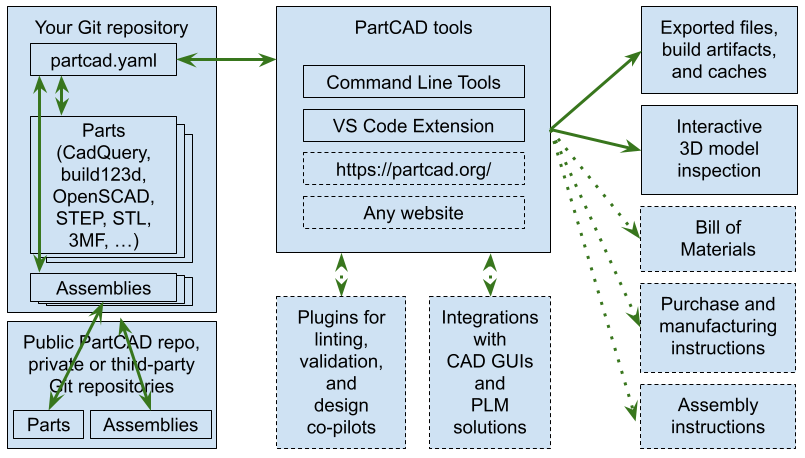 Your Git repository
partcad.yaml
Parts
(CadQuery,
build123d,
OpenSCAD,
STEP, STL,
3MF, …)
Assemblies
Public PartCAD repo,
private or third-party
Git repositories
Parts
Assemblies
PartCAD tools
Command Line Tools
VS Code Extension
https://partcad.org/
Any website
Plugins for
linting,
validation,
and
design
co-pilots
Integrations
with
CAD GUIs
and
PLM
solutions
Exported files,
build artifacts,
and caches
Interactive
3D model
inspection
Bill of
Materials
Purchase and
manufacturing
instructions
Assembly
instructions